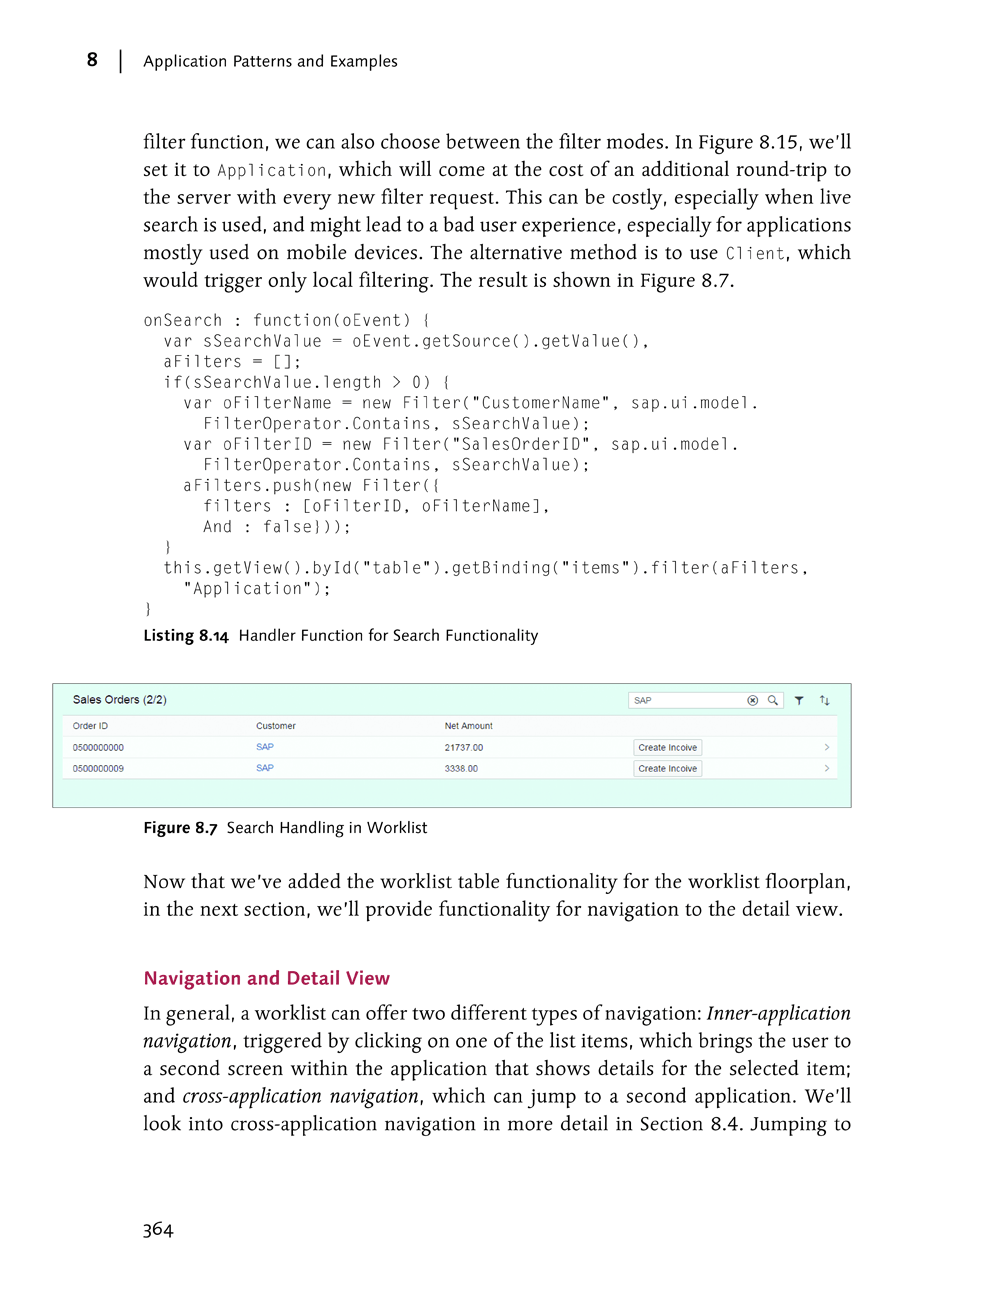 8 | Application Patterns and Examples
filter function, we can also choose between the filter modes. In Figure 8.15, we'll
set it to Application, which will come at the cost of an additional round-trip to
the server with every new filter request. This can be costly, especially when live
search is used, and might lead to a bad user experience, especially for applications
mostly used on mobile devices. The alternative method is to use Client, which
would trigger only local filtering. The result is shown in Figure 8.7.
onSearch : function(oEvent) {
  var sSearchValue = oEvent.getSource().getValue(),
  aFilters = [];
  if(sSearchValue.length > 0) {
    var oFilterName = new Filter("CustomerName", sap.ui.model.
      FilterOperator.Contains, sSearchValue);
    var oFilterID = new Filter("SalesOrderID", sap.ui.model.
      FilterOperator.Contains, sSearchValue);
    aFilters.push(new Filter({
      filters : [oFilterID, oFilterName],
      And : false}));
  }
  this.getView().byId("table").getBinding("items").filter(aFilters,
    "Application");
}
Listing 8.14 Handler Function for Search Functionality
Sales Orders (2/2) SAP
Order ID Customer Net Amount
0500000000 SAP 21737.00 Create Incoive
0500000009 SAP 3338.00 Create Incoive
Figure 8.7 Search Handling in Worklist
Now that we've added the worklist table functionality for the worklist floorplan,
in the next section, we'll provide functionality for navigation to the detail view.
Navigation and Detail View
In general, a worklist can offer two different types of navigation: Inner-application
navigation, triggered by clicking on one of the list items, which brings the user to
a second screen within the application that shows details for the selected item;
and cross-application navigation, which can jump to a second application. We'll
look into cross-application navigation in more detail in Section 8.4. Jumping to
364